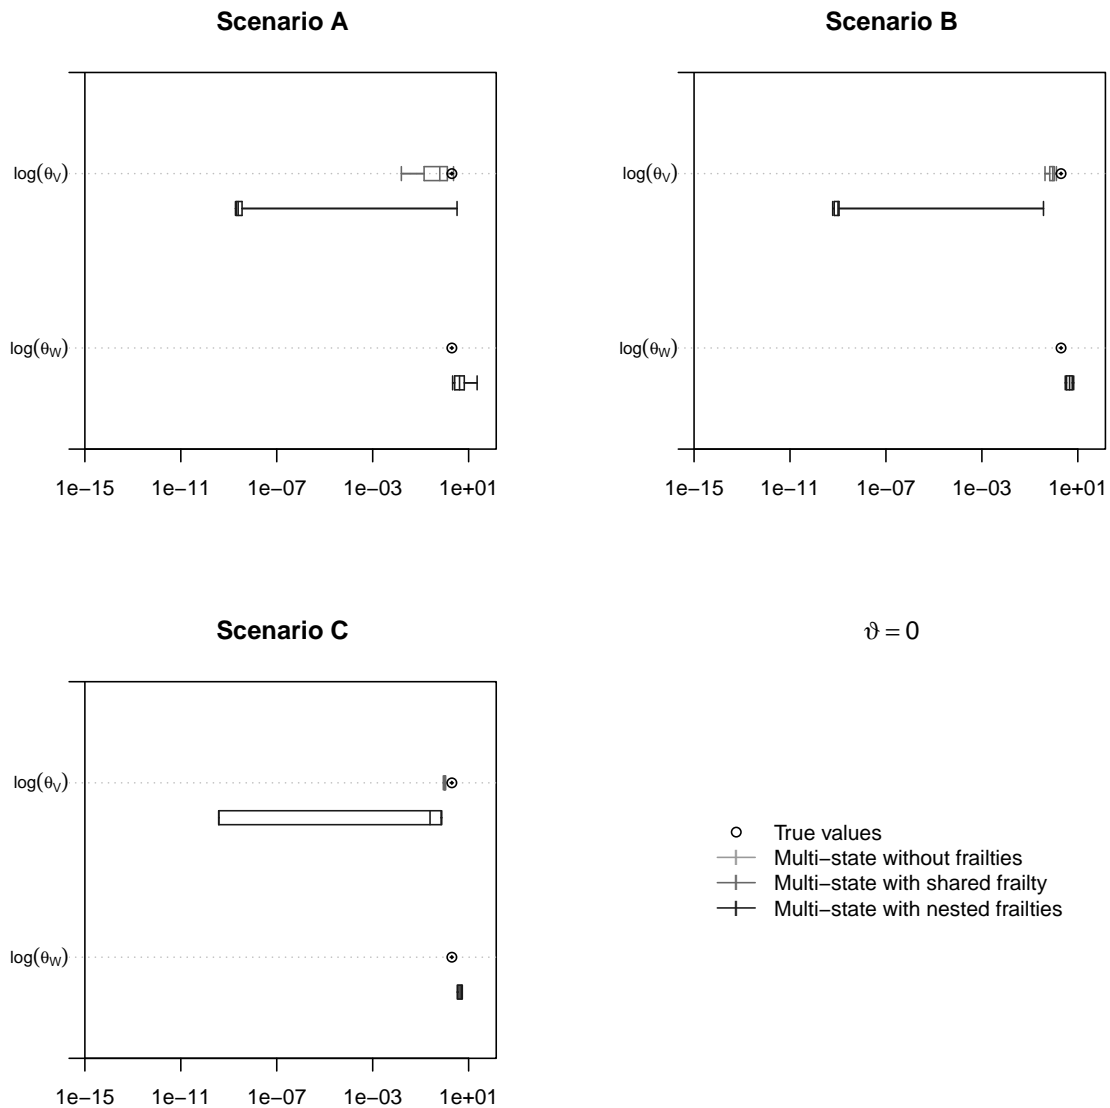 Scenario A
log(θV)
log(θW)
1e−15 1e−11 1e−07 1e−03 1e+01
Scenario B
log(θV)
log(θW)
1e−15 1e−11 1e−07 1e−03 1e+01
Scenario C
log(θV)
log(θW)
1e−15 1e−11 1e−07 1e−03 1e+01
ϑ = 0
True values
Multi−state without frailties
Multi−state with shared frailty
Multi−state with nested frailties